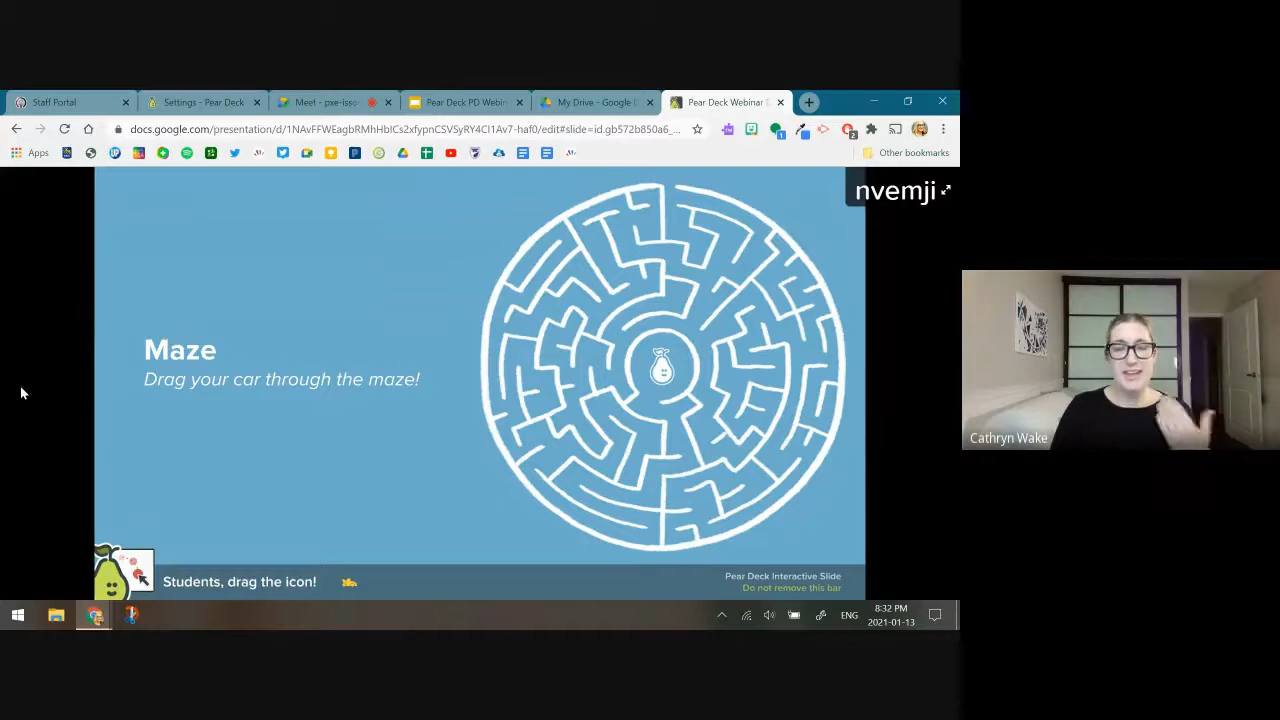 Staff Portal
Settings - Pear Deck
Meet - pxe-isso
Pear Deck PD Webin
My Drive - Google D
Pear Deck Webinar D
docs.google.com/presentation/d/1NAvFFWEagbRMhHbICs2xfypnCSVSyRY4Cl1Av7-haf0/edit#slide=id.gb572b850a6_...
Apps
Other bookmarks
nvemji
Maze
Drag your car through the maze!
Cathryn Wake
Students, drag the icon!
Pear Deck Interactive Slide
Do not remove this bar
ENG
8:32 PM
2021-01-13